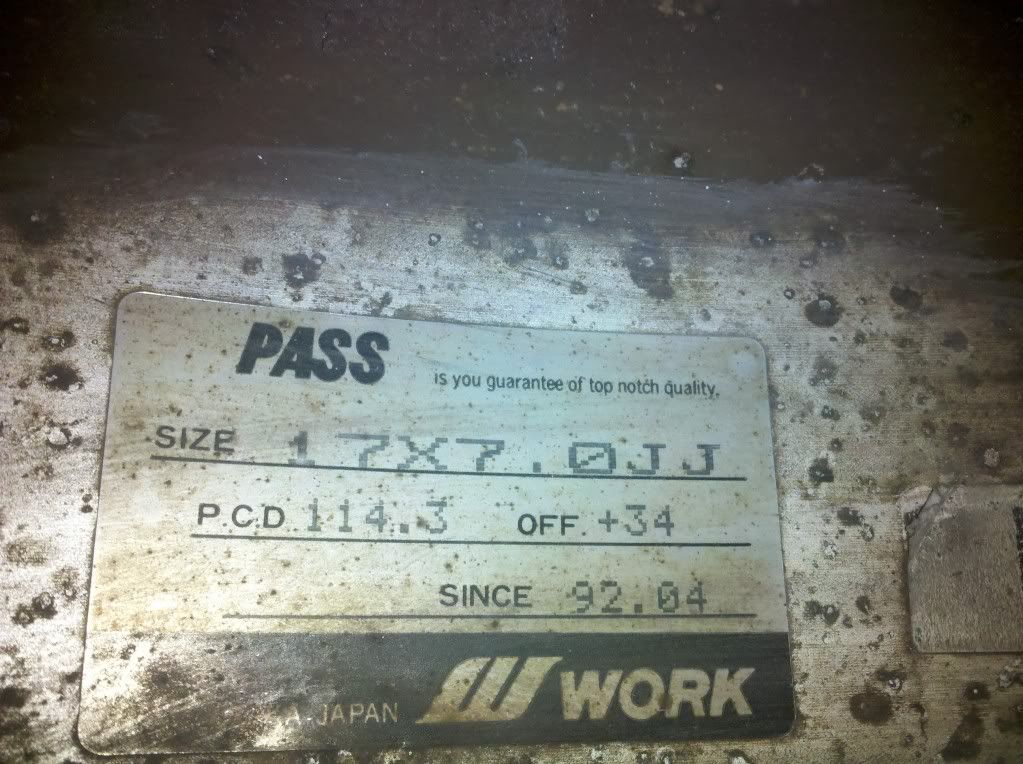 PASS is you guarantee of top notch quality.
SIZE 17X7.0JJ
P.C.D 114.3 OFF. +34
SINCE 92.04
JAPAN WORK